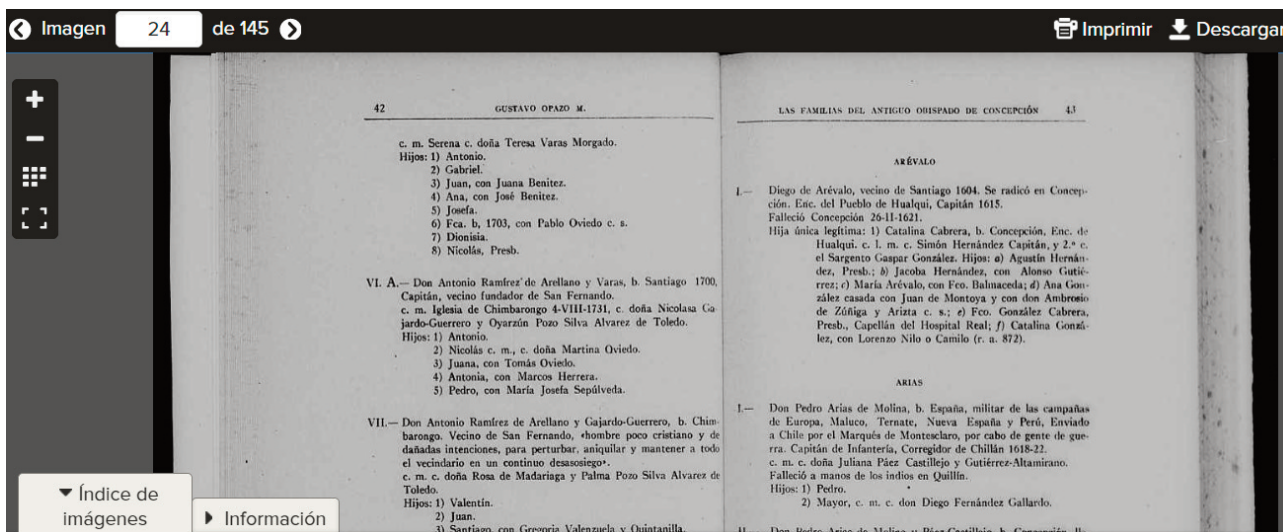 Imagen 24 de 145
Imprimir Descargar
42 GUSTAVO OPAZO M.
c. m. Serena c. doña Teresa Varas Morgado.
Hijos: 1) Antonio.
2) Gabriel.
3) Juan, con Juana Benitez.
4) Ana, con José Benitez.
5) Josefa.
6) Fca. b, 1703, con Pablo Oviedo c. s.
7) Dionisia.
8) Nicolás, Presb.
VI. A.— Don Antonio Ramírez de Arellano y Varas, b. Santiago 1700,
Capitán, vecino fundador de San Fernando.
c. m. Iglesia de Chimbarongo 4-VIII-1731, c. doña Nicolasa Ga
jardo-Guerrero y Oyarzún Pozo Silva Alvarez de Toledo.
Hijos: 1) Antonio.
2) Nicolás c. m., c. doña Martina Oviedo.
3) Juana, con Tomás Oviedo.
4) Antonia, con Marcos Herrera.
5) Pedro, con María Josefa Sepúlveda.
VII.— Don Antonio Ramírez de Arellano y Gajardo-Guerrero, b. Chim-
barongo. Vecino de San Fernando, «hombre poco cristiano y de
dañadas intenciones, para perturbar, aniquilar y mantener a todo
el vecindario en un continuo desasosiego».
c. m. c. doña Rosa de Madariaga y Palma Pozo Silva Alvarez de
Toledo.
Hijos: 1) Valentín.
2) Juan.
3) Santiago, con Gregoria Valenzuela y Quintanilla.
LAS FAMILIAS DEL ANTIGUO OBISPADO DE CONCEPCIÓN 43
ARÉVALO
I.— Diego de Arévalo, vecino de Santiago 1604. Se radicó en Concep-
ción. Enc. del Pueblo de Hualqui, Capitán 1615.
Falleció Concepción 26-II-1621.
Hija única legítima: 1) Catalina Cabrera, b. Concepción, Enc. de
Hualqui. c. l. m. c. Simón Hernández Capitán, y 2.º c.
el Sargento Gaspar González. Hijos: a) Agustín Hernán-
dez, Presb.; b) Jacoba Hernández, con Alonso Gutié-
rrez; c) María Arévalo, con Fco. Balmaceda; d) Ana Gon-
zález casada con Juan de Montoya y con don Ambrosio
de Zúñiga y Arizta c. s.; e) Fco. González Cabrera,
Presb., Capellán del Hospital Real; f) Catalina Gonzá-
lez, con Lorenzo Nilo o Camilo (r. a. 872).
ARIAS
I.— Don Pedro Arias de Molina, b. España, militar de las campañas
de Europa, Maluco, Ternate, Nueva España y Perú, Enviado
a Chile por el Marqués de Montesclaro, por cabo de gente de gue-
rra. Capitán de Infantería, Corregidor de Chillán 1618-22.
c. m. c. doña Juliana Páez Castillejo y Gutiérrez-Altamirano.
Falleció a manos de los indios en Quillín.
Hijos: 1) Pedro.
2) Mayor, c. m. c. don Diego Fernández Gallardo.
II.— Don Pedro Arias de Molina y Páez-Castillejo, b. Concepción
Índice de
imágenes
Información